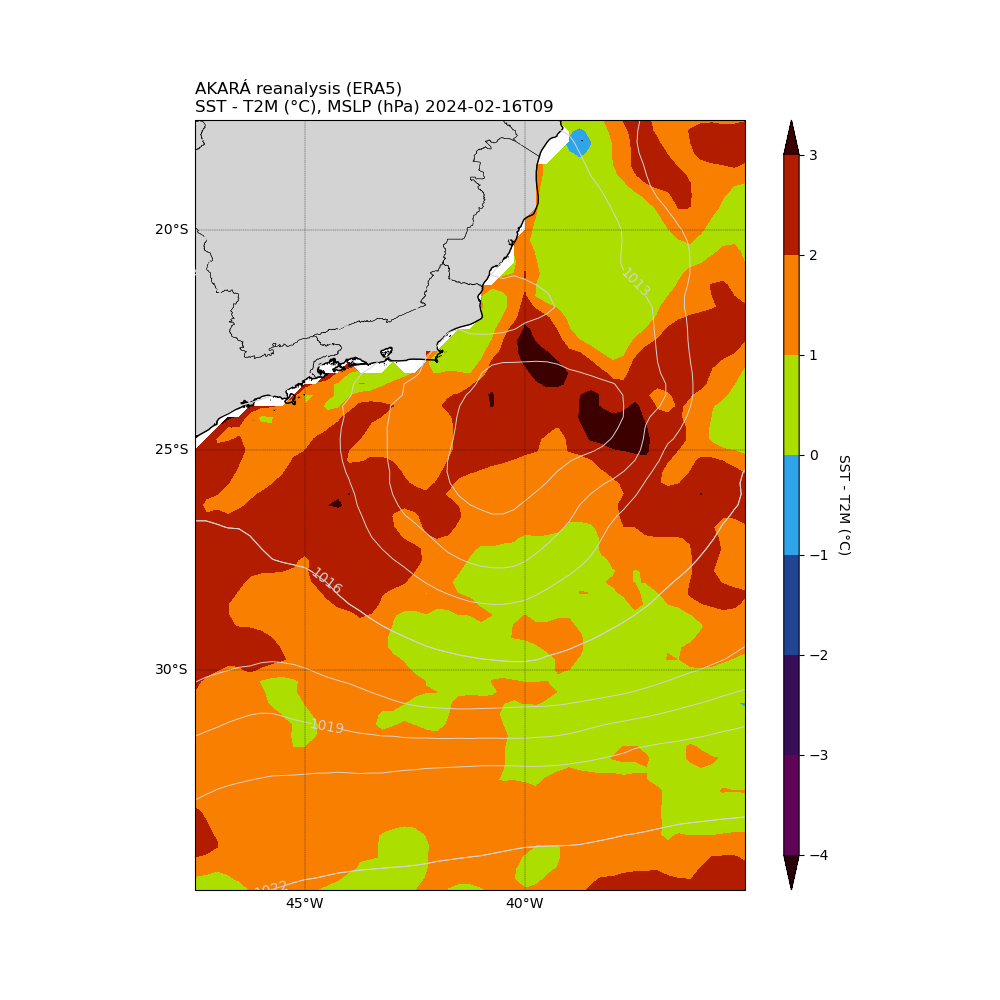 AKARÁ reanalysis (ERA5)
SST - T2M (°C), MSLP (hPa) 2024-02-16T09
3
2
1
0
−1
−2
−3
−4
SST - T2M (°C)
20°S
25°S
30°S
45°W
40°W
1013
1016
1019